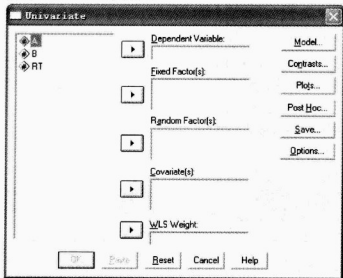 Univariate
A
B
RT
Dependent Variable:
Fixed Factor(s):
Random Factor(s):
Covariate(s):
WLS Weight:
Model...
Contrasts...
Plots...
Post Hoc...
Save...
Options...
OK
Paste
Reset
Cancel
Help